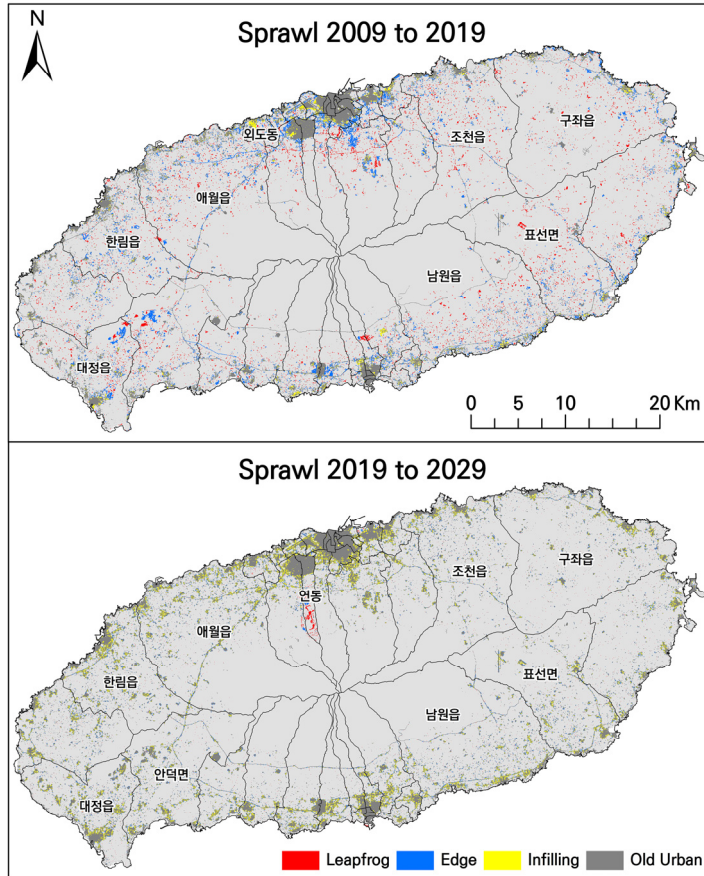 N
Sprawl 2009 to 2019
외도동
조천읍
구좌읍
애월읍
한림읍
표선면
남원읍
대정읍
0 5 10 20 Km
Sprawl 2019 to 2029
조천읍
구좌읍
연동
애월읍
한림읍
표선면
남원읍
안덕면
대정읍
Leapfrog Edge Infilling Old Urban